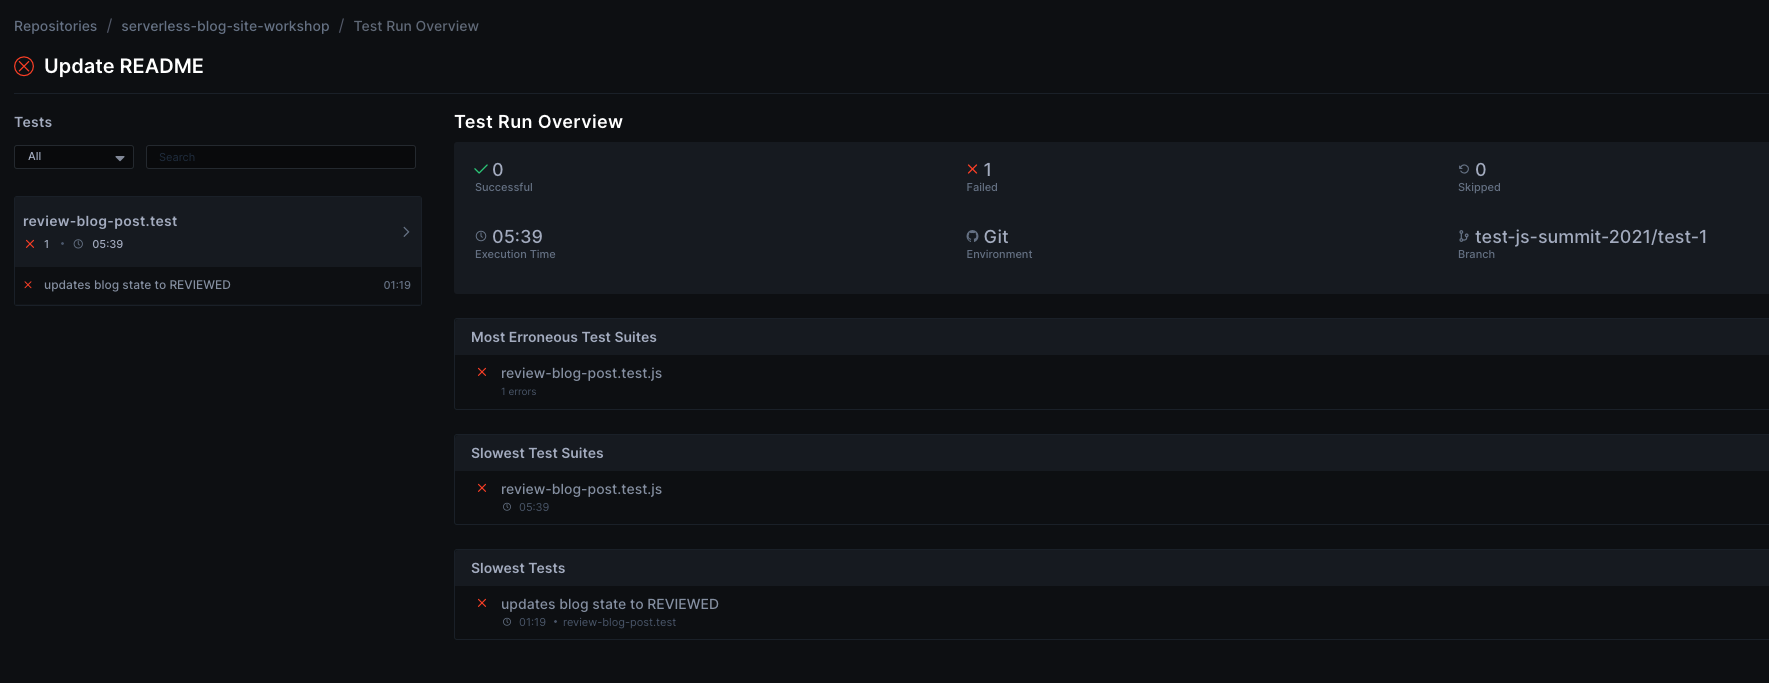 Repositories / serverless-blog-site-workshop / Test Run Overview
Update README
Tests
All
Search
review-blog-post.test
1 • 05:39
updates blog state to REVIEWED 01:19
Test Run Overview
0
Successful
1
Failed
0
Skipped
05:39
Execution Time
Git
Environment
test-js-summit-2021/test-1
Branch
Most Erroneous Test Suites
review-blog-post.test.js
1 errors
Slowest Test Suites
review-blog-post.test.js
05:39
Slowest Tests
updates blog state to REVIEWED
01:19 • review-blog-post.test